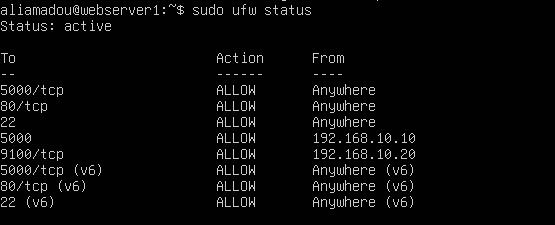 aliamadou@webserver1:~$ sudo ufw status
Status: active
To Action From
-- ------ ----
5000/tcp ALLOW Anywhere
80/tcp ALLOW Anywhere
22 ALLOW Anywhere
5000 ALLOW 192.168.10.10
9100/tcp ALLOW 192.168.10.20
5000/tcp (v6) ALLOW Anywhere (v6)
80/tcp (v6) ALLOW Anywhere (v6)
22 (v6) ALLOW Anywhere (v6)